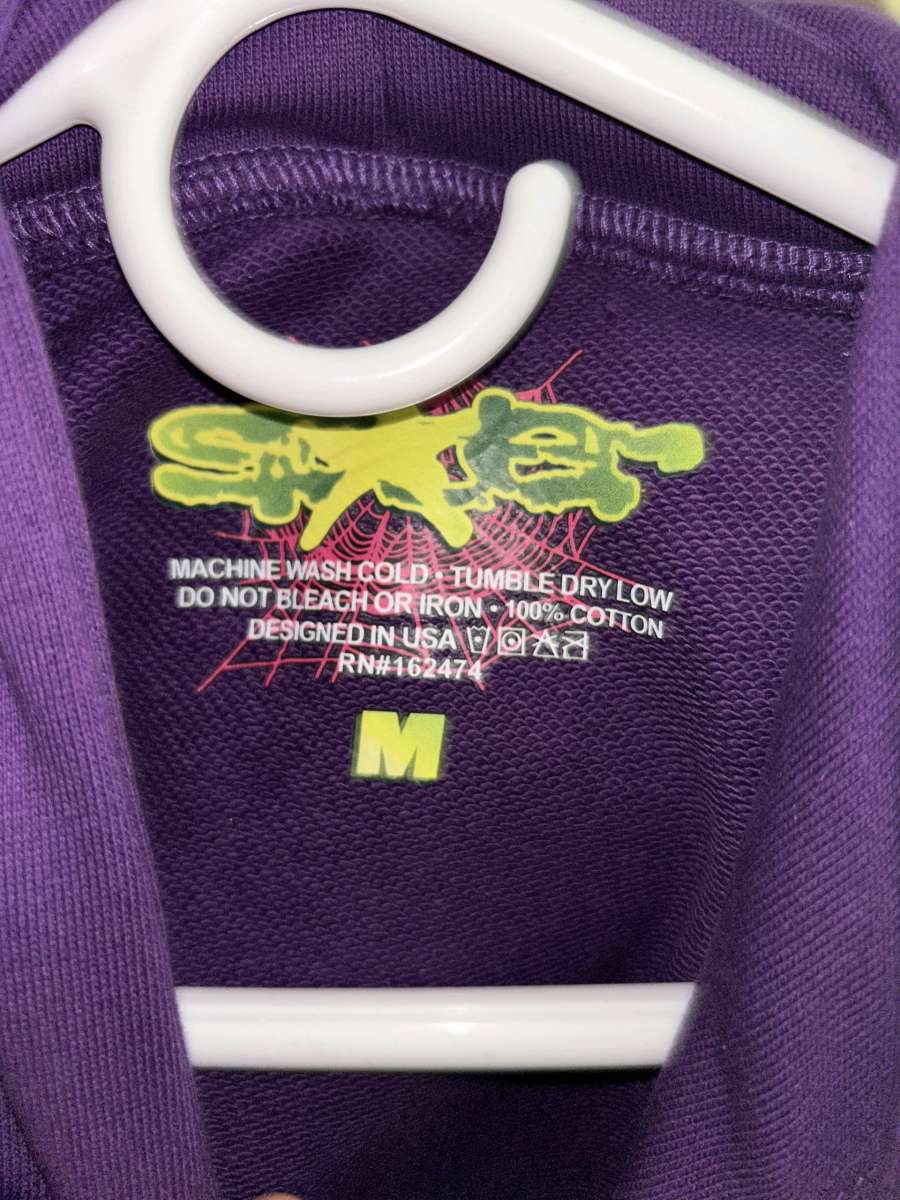 MACHINE WASH COLD • TUMBLE DRY LOW
DO NOT BLEACH OR IRON • 100% COTTON
DESIGNED IN USA
RN#162474
M